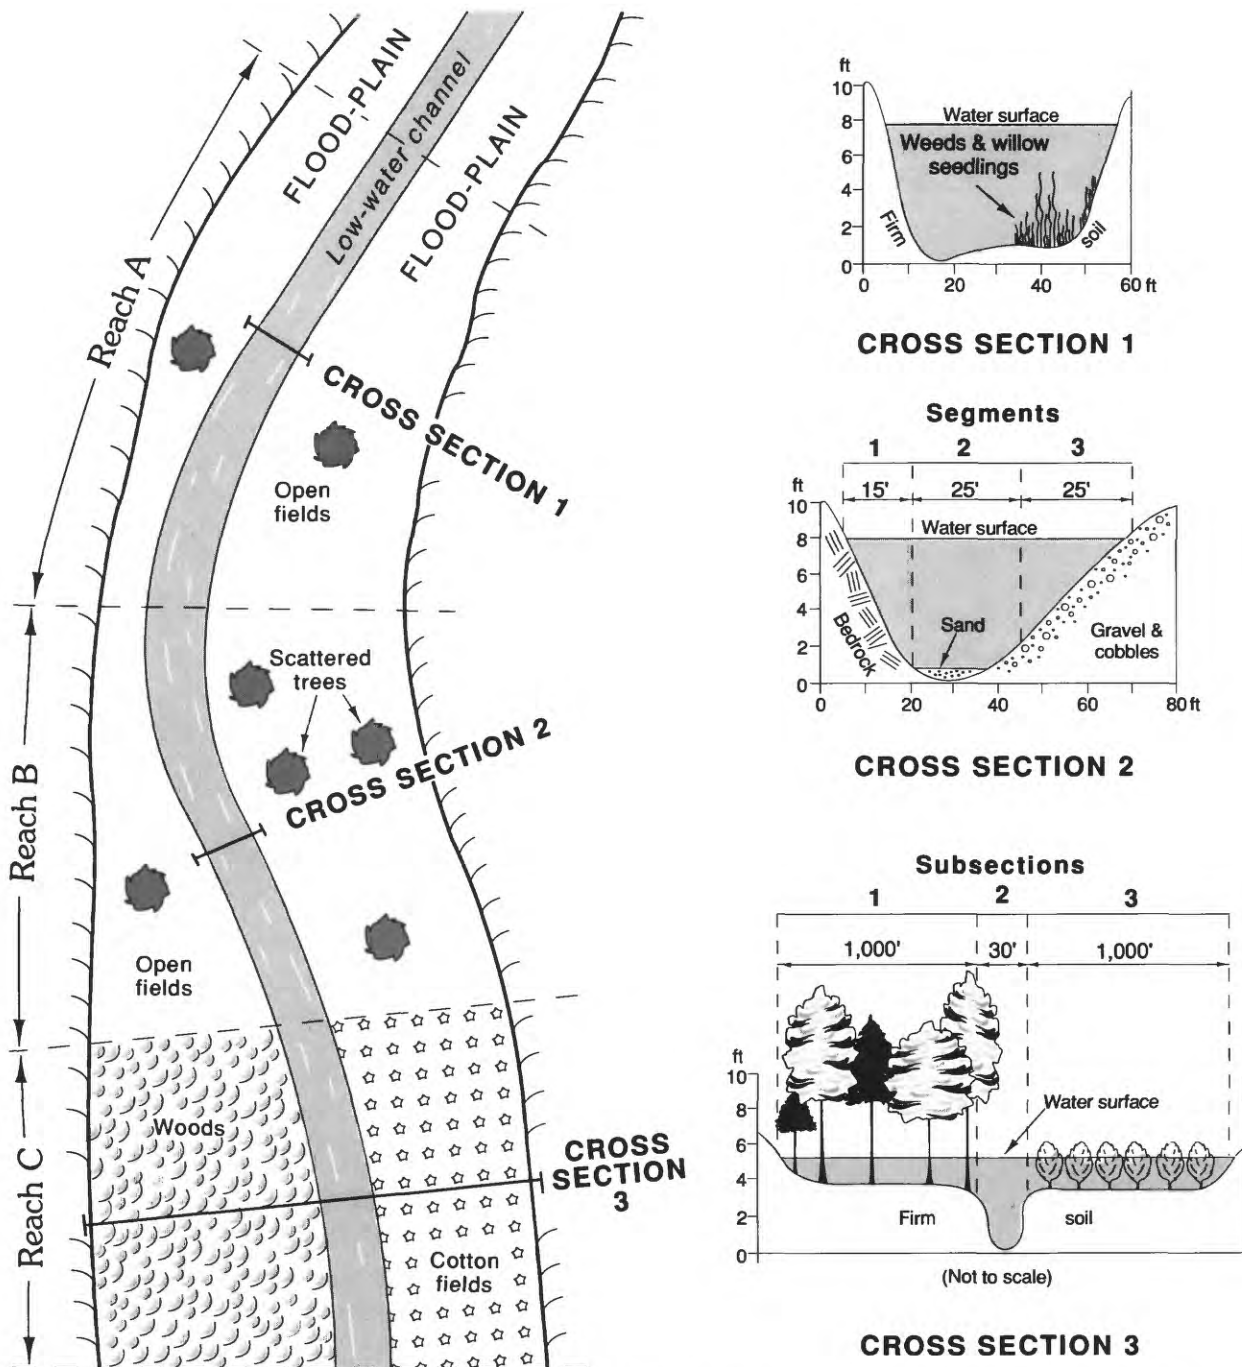 FLOOD-PLAIN
Low-water channel
FLOOD-PLAIN
Reach A
CROSS SECTION 1
Open
fields
Scattered
trees
CROSS SECTION 2
Reach B
Open
fields
Woods
CROSS
SECTION
3
Reach C
Cotton
fields
ft
10
8
6
4
2
0
Water surface
Weeds & willow
seedlings
Firm
soil
0
20
40
60 ft
CROSS SECTION 1
Segments
1 2 3
15' 25' 25'
ft
10
8
6
4
2
0
Water surface
Sand
Bedrock
Gravel &
cobbles
0 20 40 60 80 ft
CROSS SECTION 2
Subsections
1 2 3
1,000' 30' 1,000'
ft
10
8
6
4
2
0
Water surface
Firm soil
(Not to scale)
CROSS SECTION 3